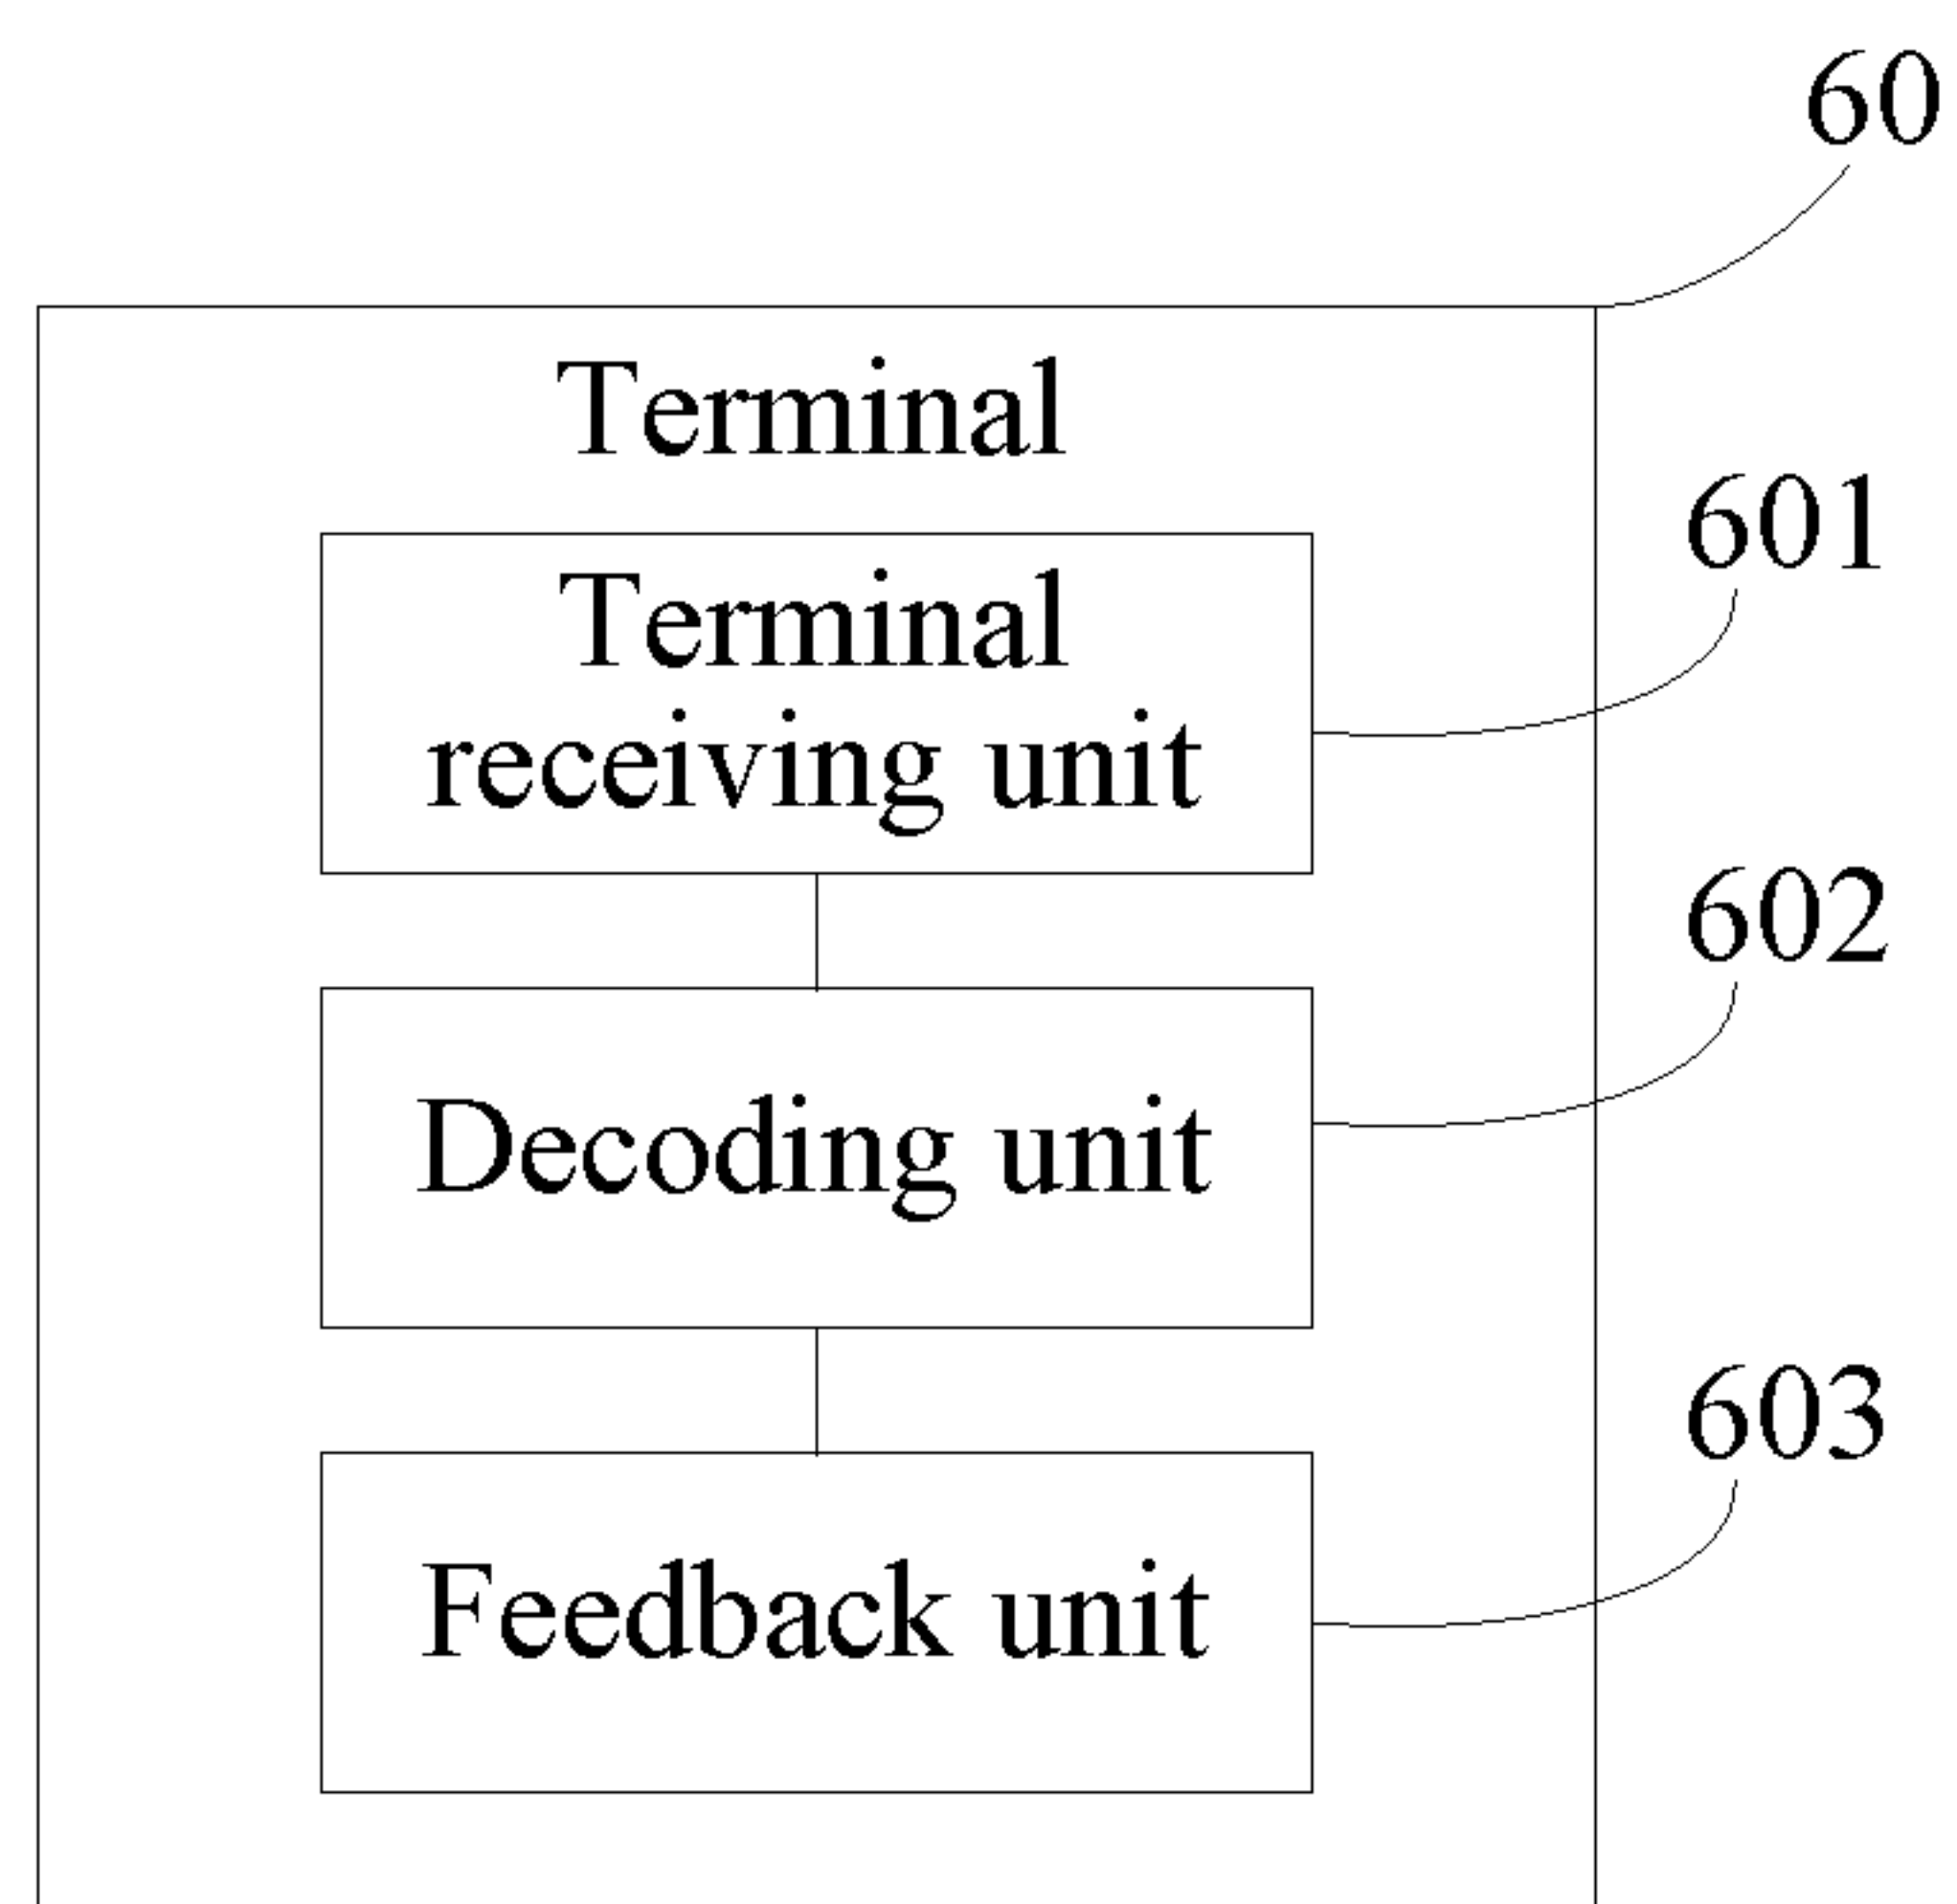 60
Terminal
601
Terminal
receiving unit
602
Decoding unit
603
Feedback unit